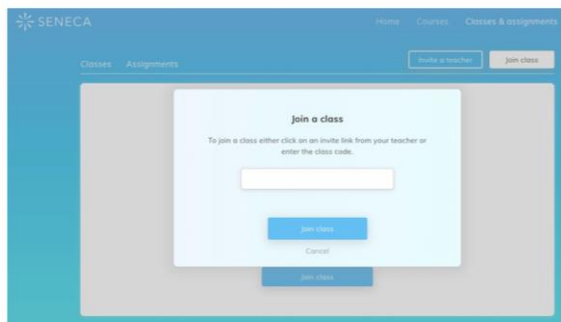 SENECA
Home Courses Classes & assignments
Classes Assignments
Invite a teacher Join class
Join a class
To join a class either click on an invite link from your teacher or
enter the class code.
Join class
Cancel
Join class